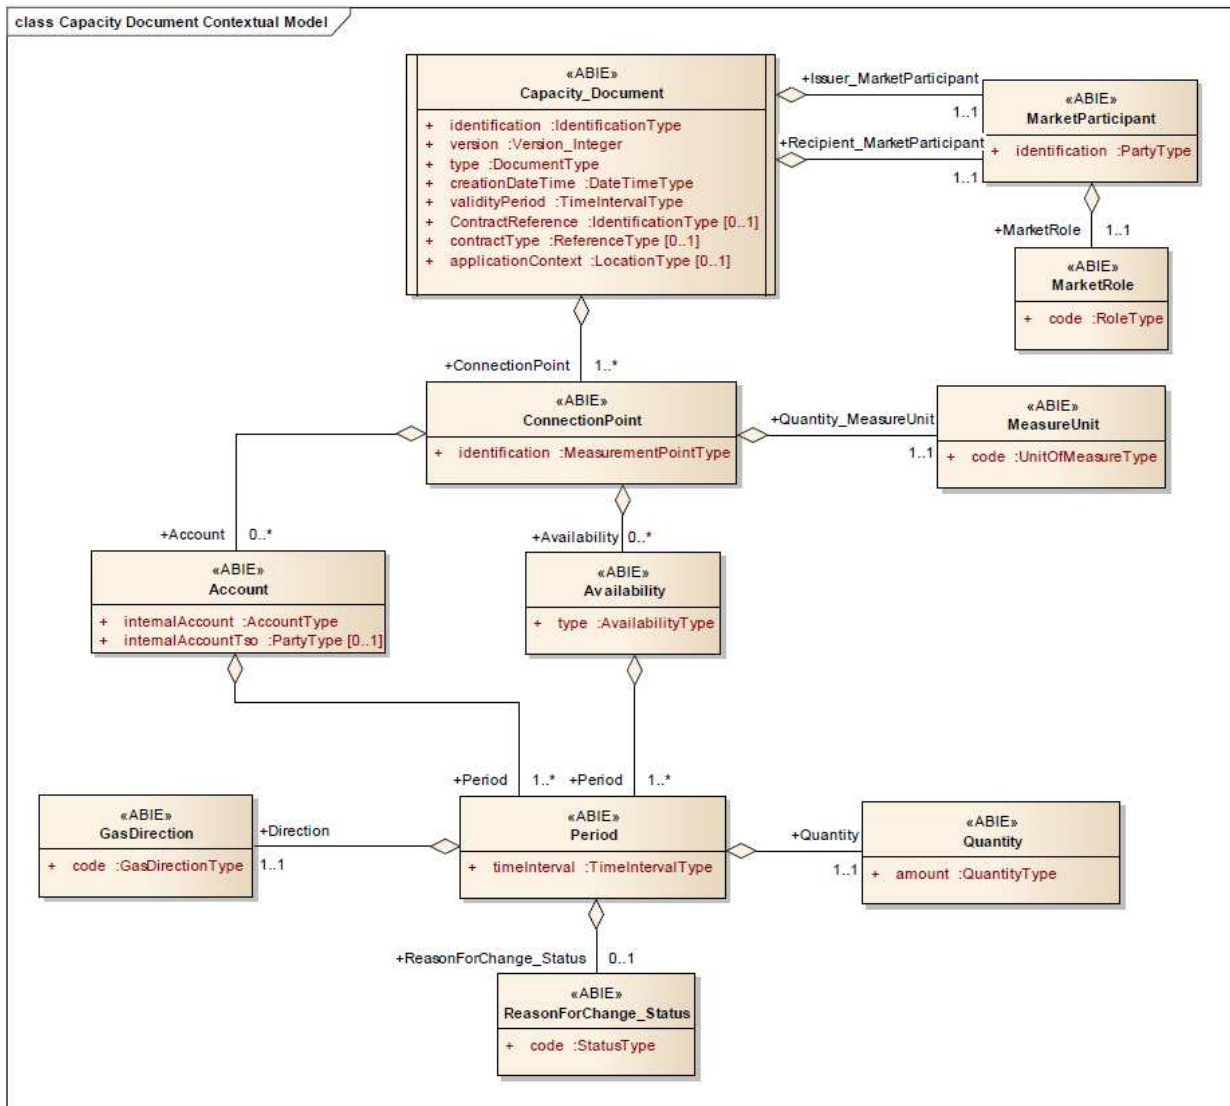 class Capacity Document Contextual Model
«ABIE»
Capacity_Document
+ identification :IdentificationType
+ version :Version_Integer
+ type :DocumentType
+ creationDateTime :DateTimeType
+ validityPeriod :TimeIntervalType
+ ContractReference :IdentificationType [0..1]
+ contractType :ReferenceType [0..1]
+ applicationContext :LocationType [0..1]
+Issuer_MarketParticipant
1..1
+Recipient_MarketParticipant
1..1
«ABIE»
MarketParticipant
+ identification :PartyType
+MarketRole 1..1
«ABIE»
MarketRole
+ code :RoleType
+ConnectionPoint 1..*
«ABIE»
ConnectionPoint
+ identification :MeasurementPointType
+Quantity_MeasureUnit
1..1
«ABIE»
MeasureUnit
+ code :UnitOfMeasureType
+Account 0..*
+Availability 0..*
«ABIE»
Account
+ internalAccount :AccountType
+ internalAccountTso :PartyType [0..1]
«ABIE»
Availability
+ type :AvailabilityType
+Period 1..*
+Period 1..*
«ABIE»
GasDirection
+ code :GasDirectionType
+Direction
1..1
«ABIE»
Period
+ timeInterval :TimeIntervalType
+Quantity
1..1
«ABIE»
Quantity
+ amount :QuantityType
+ReasonForChange_Status 0..1
«ABIE»
ReasonForChange_Status
+ code :StatusType